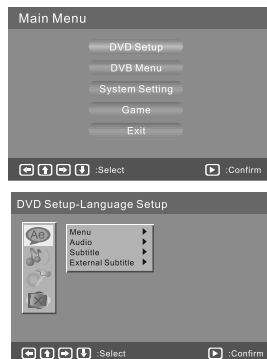 Main Menu
DVD Setup
DVB Menu
System Setting
Game
Exit
:Select :Confirm
DVD Setup-Language Setup
Ae
Menu
Audio
Subtitle
External Subtitle
:Select :Confirm